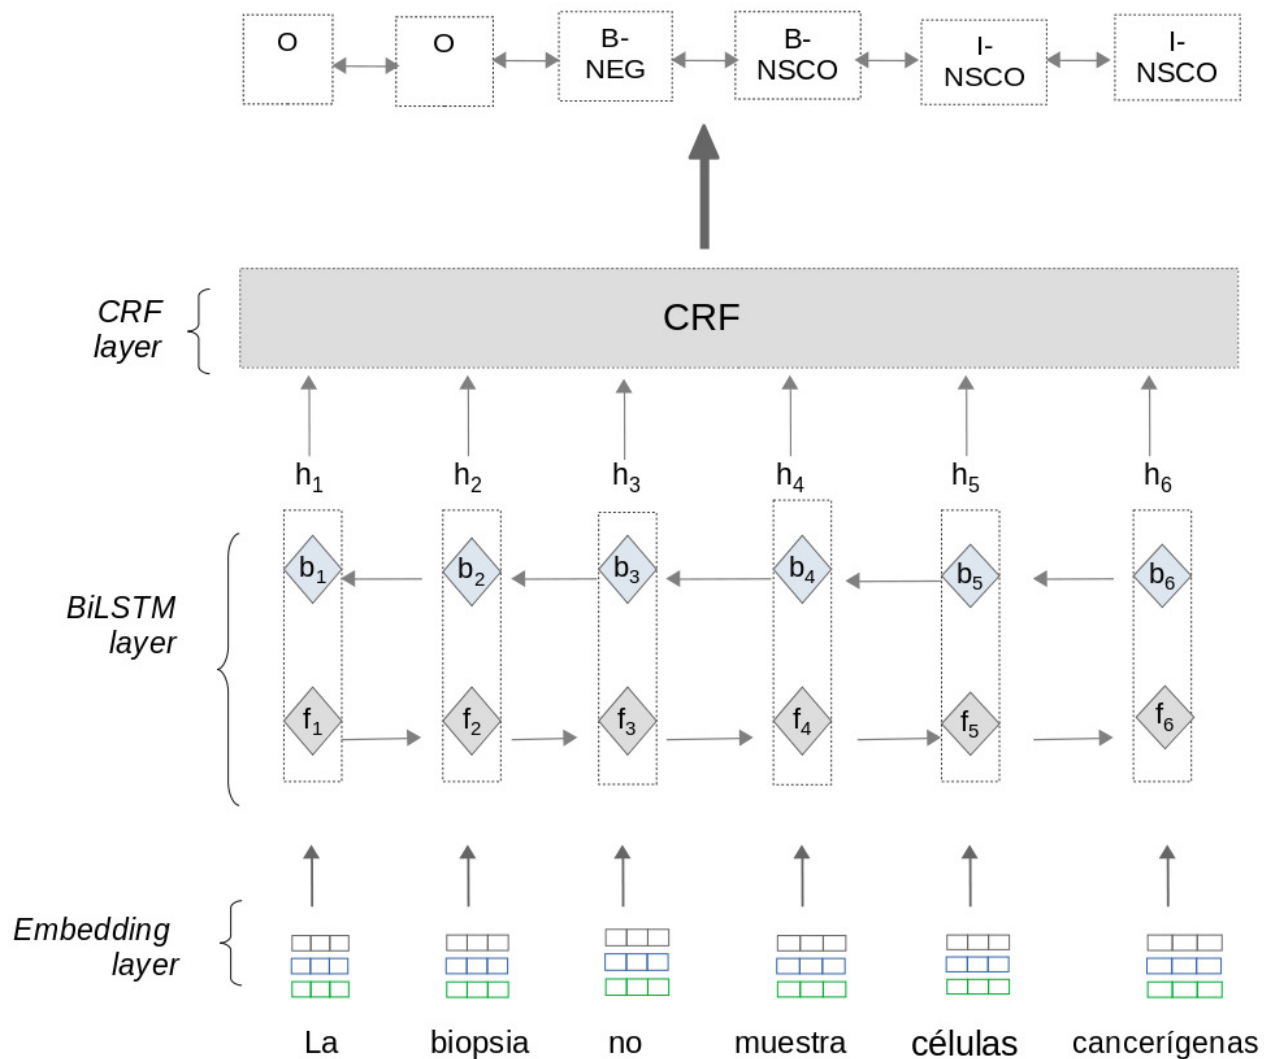 O O B- B- I- I-
NEG NSCO NSCO NSCO
CRF
layer
CRF
h1 h2 h3 h4 h5 h6
b1 b2 b3 b4 b5 b6
BiLSTM
layer
f1 f2 f3 f4 f5 f6
Embedding
layer
La biopsia no muestra células cancerígenas